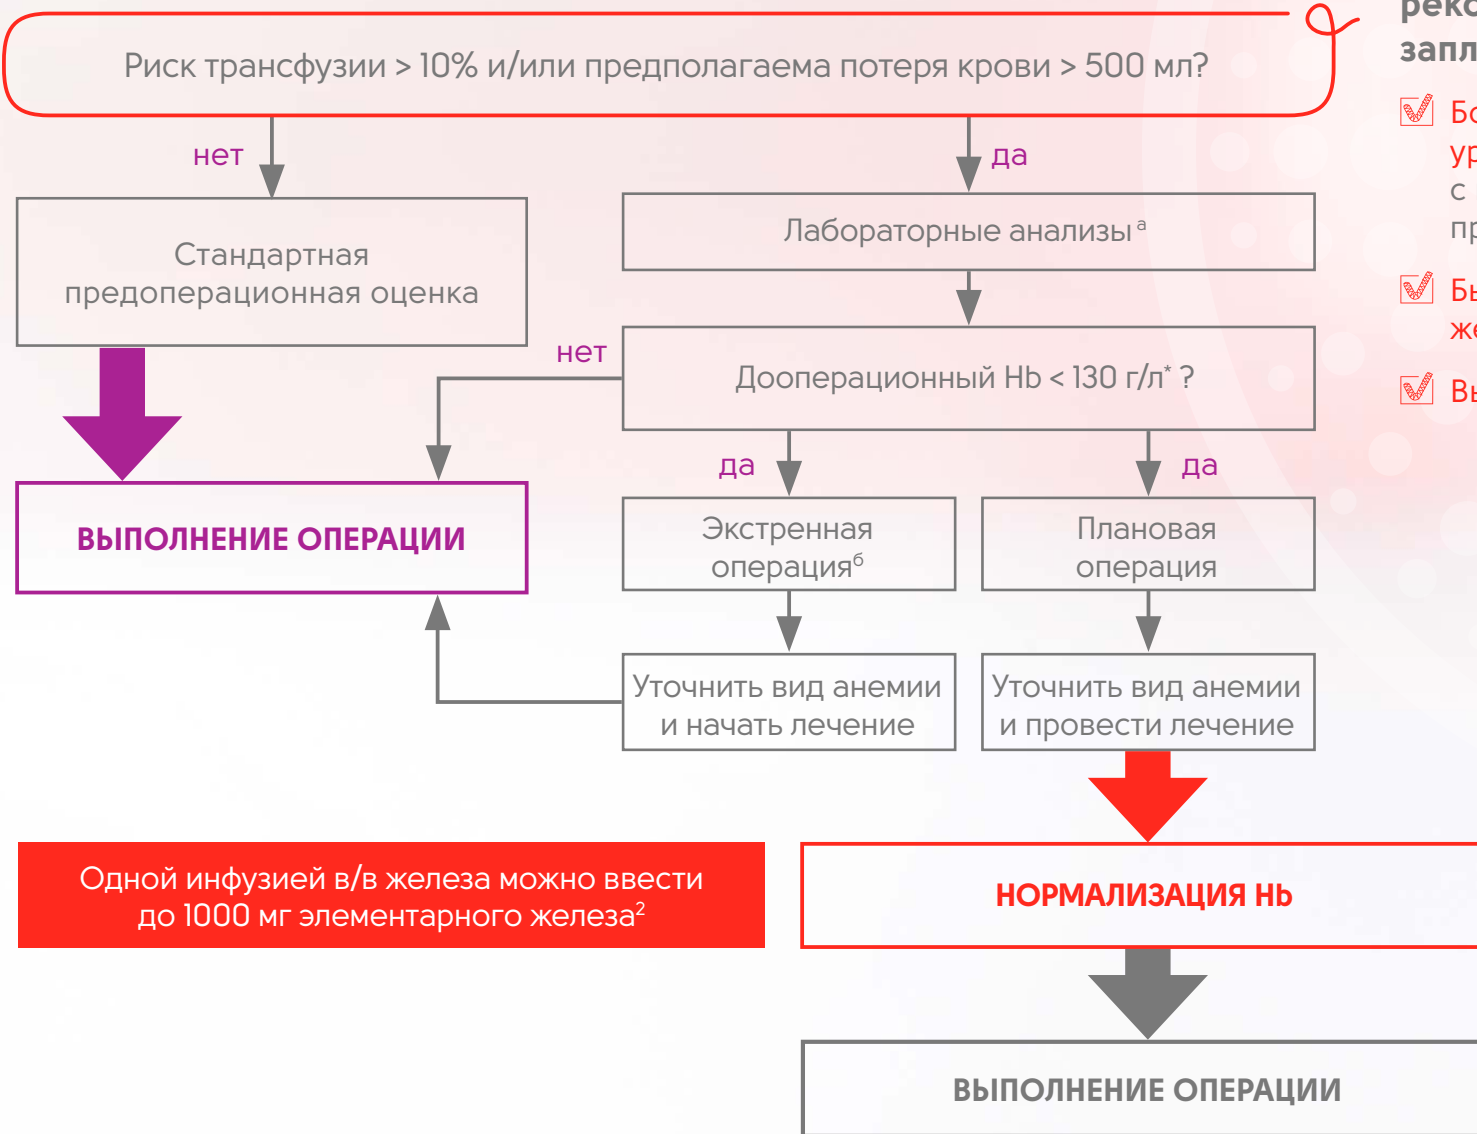 Риск трансфузии > 10% и/или предполагаема потеря крови > 500 мл?
нет
да
Стандартная
предоперационная оценка
Лабораторные анализы а
нет
Дооперационный Hb < 130 г/л* ?
да
да
ВЫПОЛНЕНИЕ ОПЕРАЦИИ
Экстренная
операцияб
Плановая
операция
Уточнить вид анемии
и начать лечение
Уточнить вид анемии
и провести лечение
Одной инфузией в/в железа можно ввести
до 1000 мг элементарного железа2
НОРМАЛИЗАЦИЯ Hb
ВЫПОЛНЕНИЕ ОПЕРАЦИИ
с